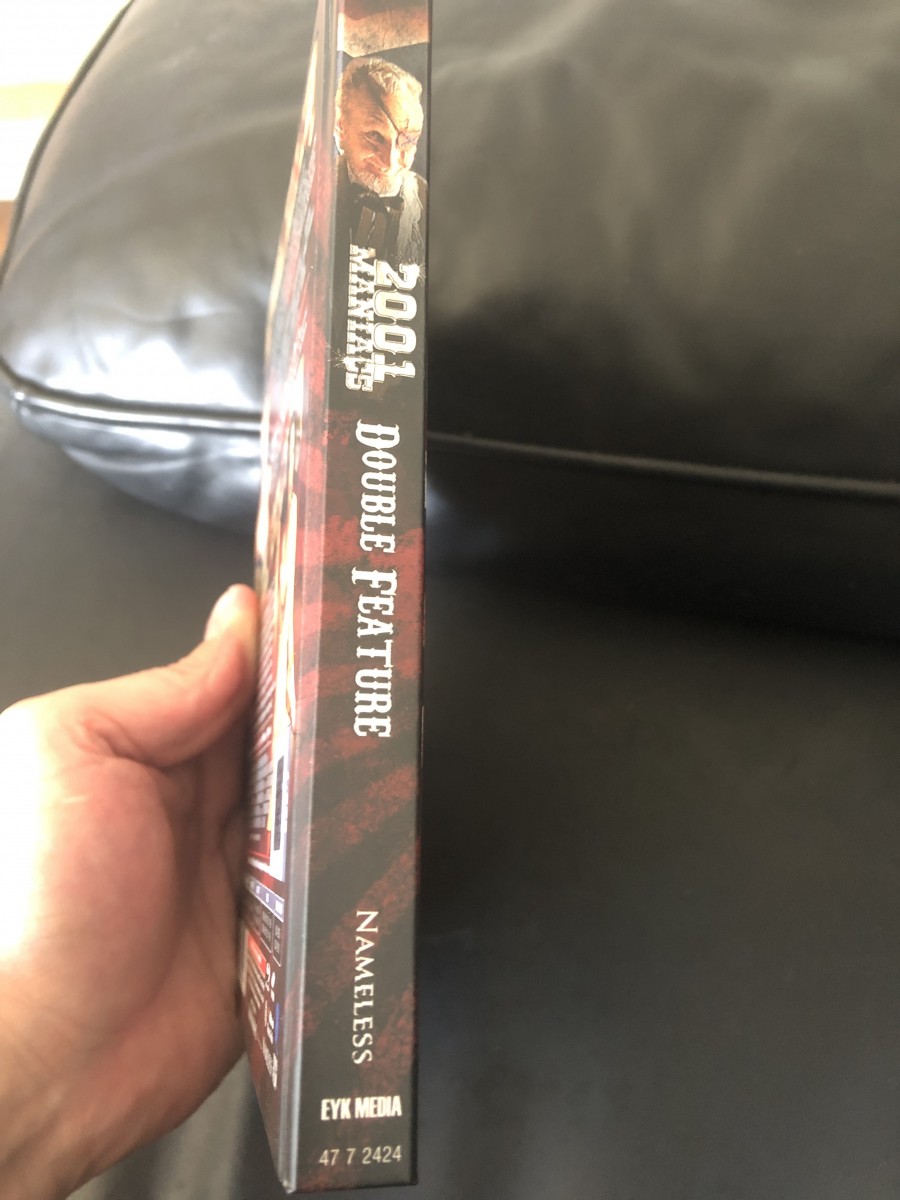 2001
MANIACS
DOUBLE FEATURE
NAMELESS
EYK MEDIA
47 7 2424